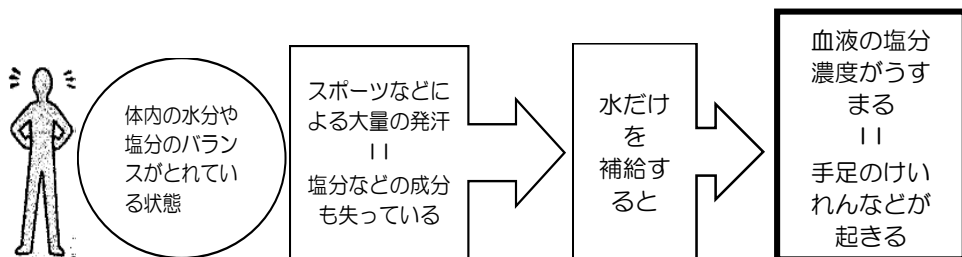 体内の水分や
塩分のバラン
スがとれてい
る状態
スポーツなどに
よる大量の発汗
＝
塩分などの成分
も失っている
水だけ
を
補給す
ると
血液の塩分
濃度がうす
まる
＝
手足のけい
れんなどが
起きる